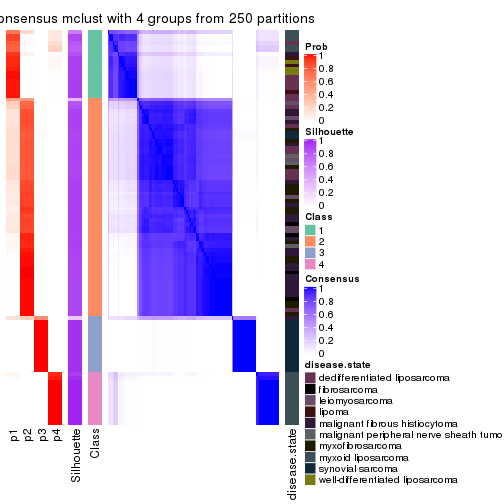 onsensus mclust with 4 groups from 250 partitions
Prob
1
0.8
0.6
0.4
0.2
0
Silhouette
1
0.8
0.6
0.4
0.2
0
Class
1
2
3
4
Consensus
1
0.8
0.6
0.4
0.2
0
disease.state
dedifferentiated liposarcoma
fibrosarcoma
leiomyosarcoma
lipoma
malignant fibrous histiocytoma
malignant peripheral nerve sheath tumo
myxofibrosarcoma
myxoid liposarcoma
synovial sarcoma
well-differentiated liposarcoma
p1
p2
p3
p4
Silhouette
Class
disease.state